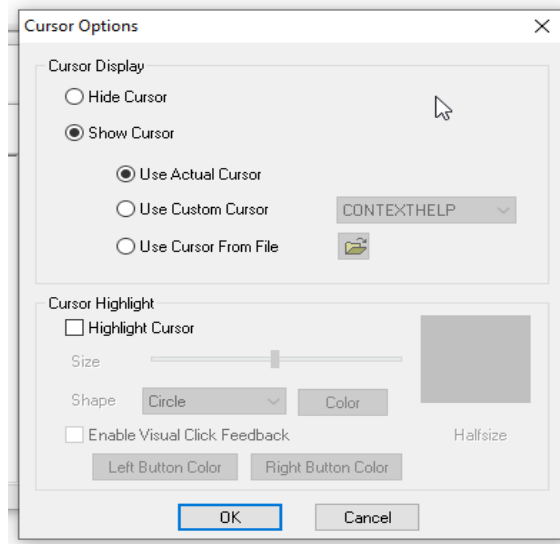 Cursor Options
Cursor Display
Hide Cursor
Show Cursor
Use Actual Cursor
Use Custom Cursor CONTEXTHELP
Use Cursor From File
Cursor Highlight
Highlight Cursor
Size
Shape Circle Color
Enable Visual Click Feedback Halfsize
Left Button Color Right Button Color
OK Cancel